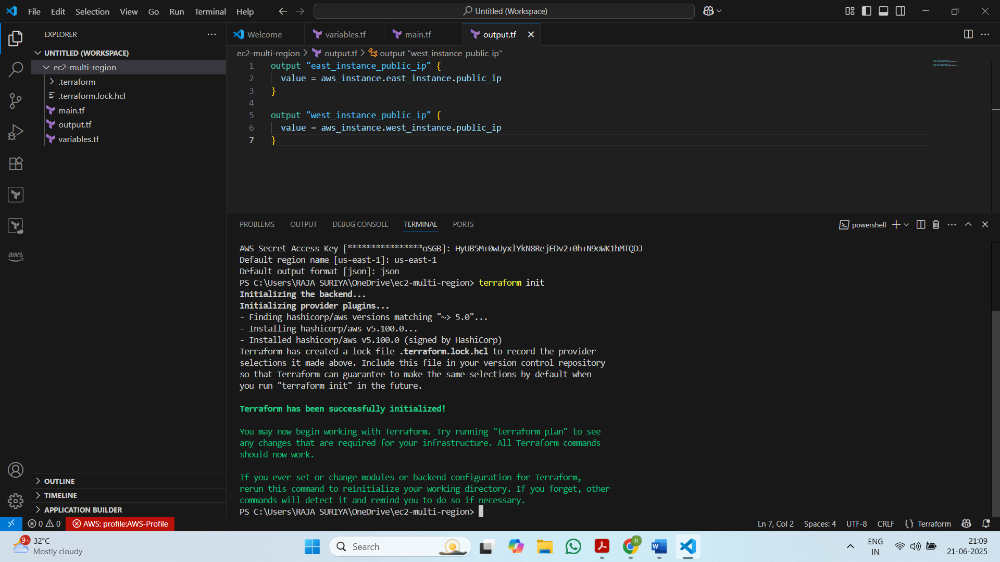 File Edit Selection View Go Run Terminal Help
Untitled (Workspace)
EXPLORER
UNTITLED (WORKSPACE)
ec2-multi-region
.terraform
.terraform.lock.hcl
main.tf
output.tf
variables.tf
OUTLINE
TIMELINE
APPLICATION BUILDER
aws
Welcome variables.tf main.tf output.tf
ec2-multi-region > output.tf > output "west_instance_public_ip"
1 output "east_instance_public_ip" {
2 value = aws_instance.east_instance.public_ip
3 }
4
5 output "west_instance_public_ip" {
6 value = aws_instance.west_instance.public_ip
7 }
PROBLEMS OUTPUT DEBUG CONSOLE TERMINAL PORTS
powershell
AWS Secret Access Key [****************oSGB]:
Default region name [us-east-1]: us-east-1
Default output format [json]: json
PS C:\Users\RAJA SURIYA\OneDrive\ec2-multi-region> terraform init
Initializing the backend...
Initializing provider plugins...
- Finding hashicorp/aws versions matching "~> 5.0"...
- Installing hashicorp/aws v5.100.0...
- Installed hashicorp/aws v5.100.0 (signed by HashiCorp)
Terraform has created a lock file .terraform.lock.hcl to record the provider
selections it made above. Include this file in your version control repository
so that Terraform can guarantee to make the same selections by default when
you run "terraform init" in the future.
Terraform has been successfully initialized!
You may now begin working with Terraform. Try running "terraform plan" to see
any changes that are required for your infrastructure. All Terraform commands
should now work.
If you ever set or change modules or backend configuration for Terraform,
rerun this command to reinitialize your working directory. If you forget, other
commands will detect it and remind you to do so if necessary.
PS C:\Users\RAJA SURIYA\OneDrive\ec2-multi-region>
0 0 AWS: profile:AWS-Profile
Ln 7, Col 2 Spaces: 4 UTF-8 CRLF {} Terraform
9+ 32°C
Mostly cloudy
Search
R
W
ENG
IN
21:09
21-06-2025